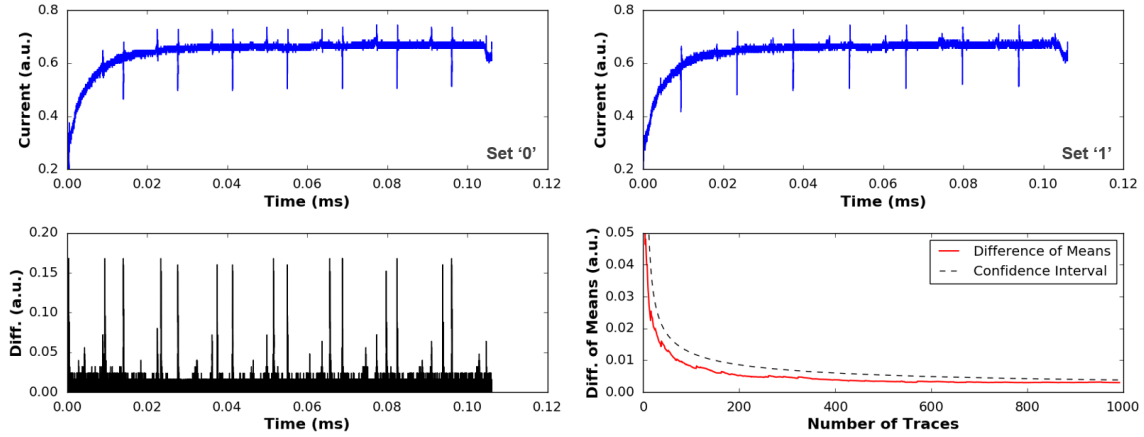 0.8
0.6
0.4
0.2
Current (a.u.)
Set ‘0’
0.00 0.02 0.04 0.06 0.08 0.10 0.12
Time (ms)
0.8
0.6
0.4
0.2
Current (a.u.)
Set ‘1’
0.00 0.02 0.04 0.06 0.08 0.10 0.12
Time (ms)
0.20
0.15
0.10
0.05
0.00
Diff. (a.u.)
0.00 0.02 0.04 0.06 0.08 0.10 0.12
Time (ms)
0.05
0.04
0.03
0.02
0.01
0.00
Diff. of Means (a.u.)
Difference of Means
Confidence Interval
0 200 400 600 800 1000
Number of Traces